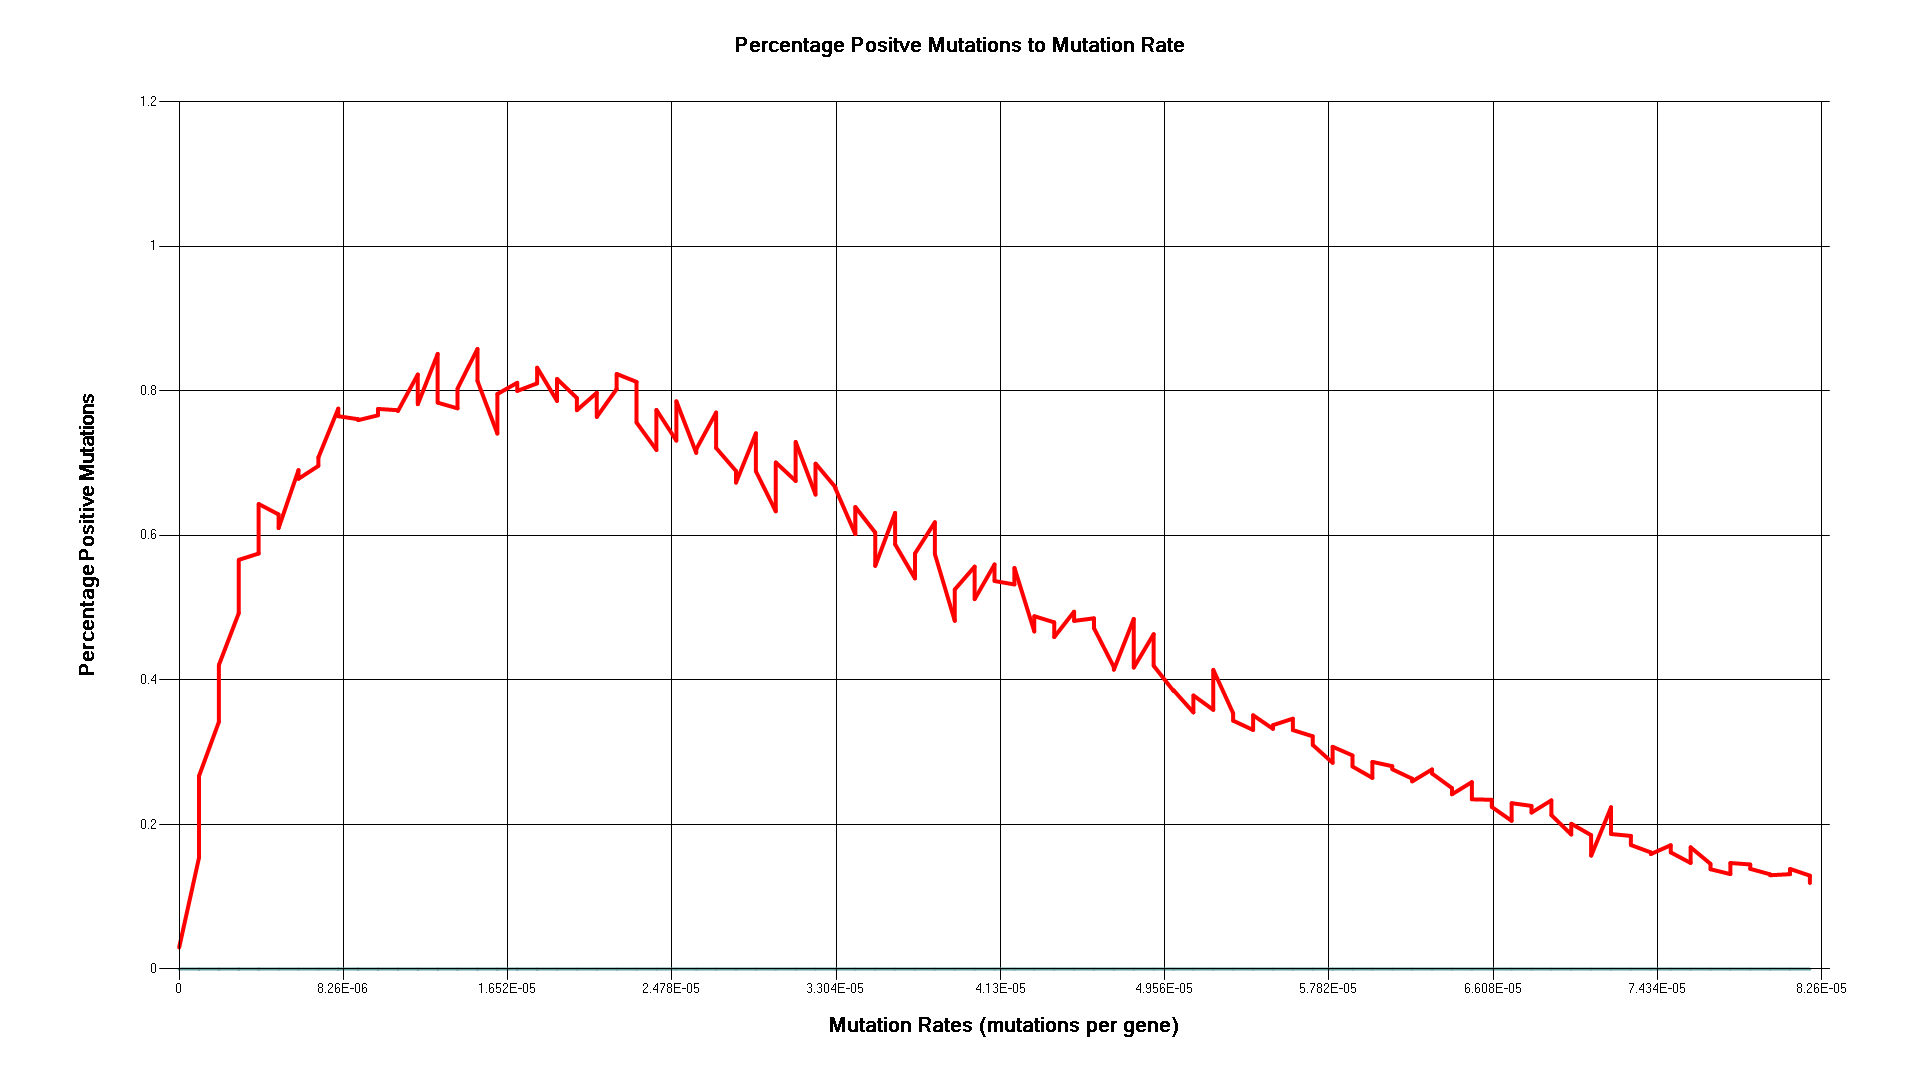 Percentage Positve Mutations to Mutation Rate
1.2
1
0.8
0.6
0.4
0.2
0
Percentage Positive Mutations
0 8.26E-06 1.652E-05 2.478E-05 3.304E-05 4.13E-05 4.956E-05 5.782E-05 6.608E-05 7.434E-05 8.26E-05
Mutation Rates (mutations per gene)